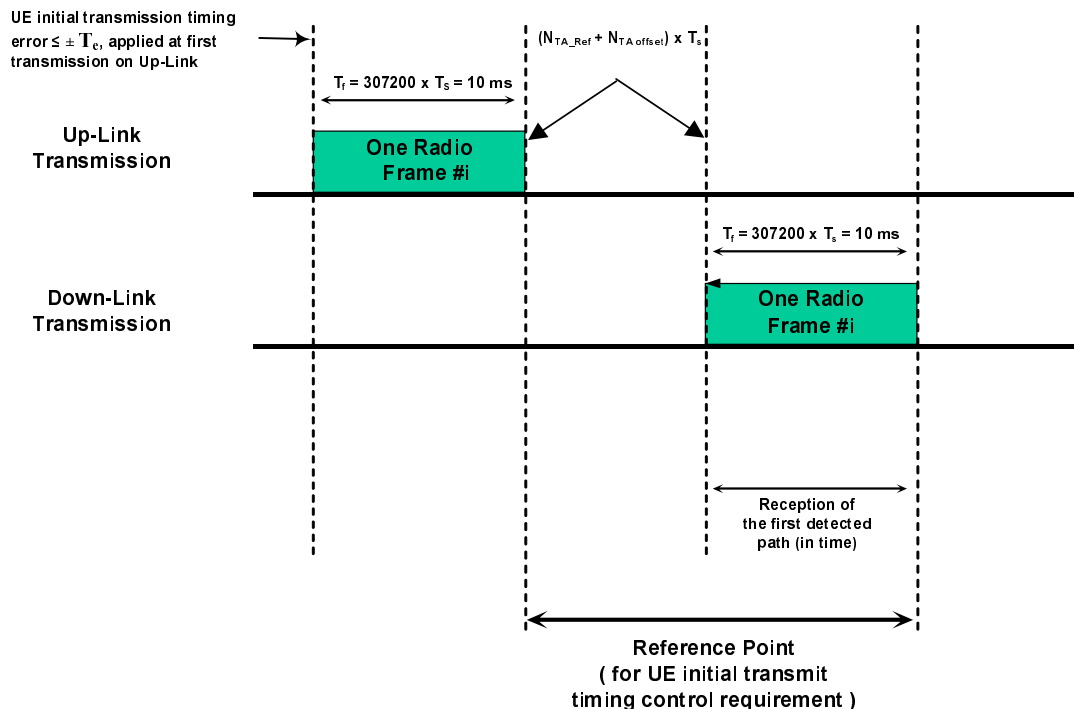 UE initial transmission timing
error ≤ ± Te, applied at first
transmission on Up-Link
(NTA_Ref + NTA offset) x Ts
Tf = 307200 x TS = 10 ms
Up-Link
Transmission
One Radio
Frame #i
Tf = 307200 x Ts = 10 ms
Down-Link
Transmission
One Radio
Frame #i
Reception of
the first detected
path (in time)
Reference Point
( for UE initial transmit
timing control requirement )